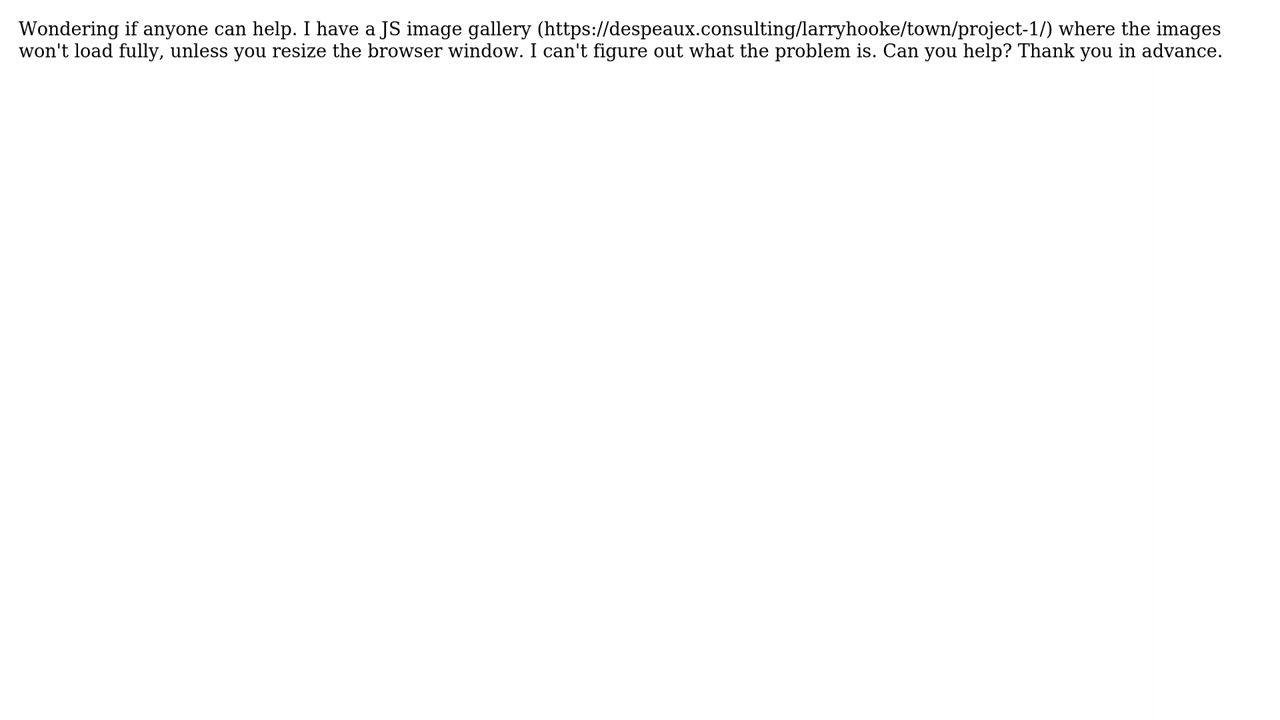 Wondering if anyone can help. I have a JS image gallery (https://despeaux.consulting/larryhooke/town/project-1/) where the images
won't load fully, unless you resize the browser window. I can't figure out what the problem is. Can you help? Thank you in advance.